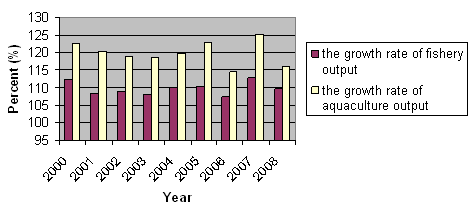 130
125
120
115
110
105
100
95
Percent (%)
2000
2001
2002
2003
2004
2005
2006
2007
2008
Year
the growth rate of fishery
output
the growth rate of
aquaculture output